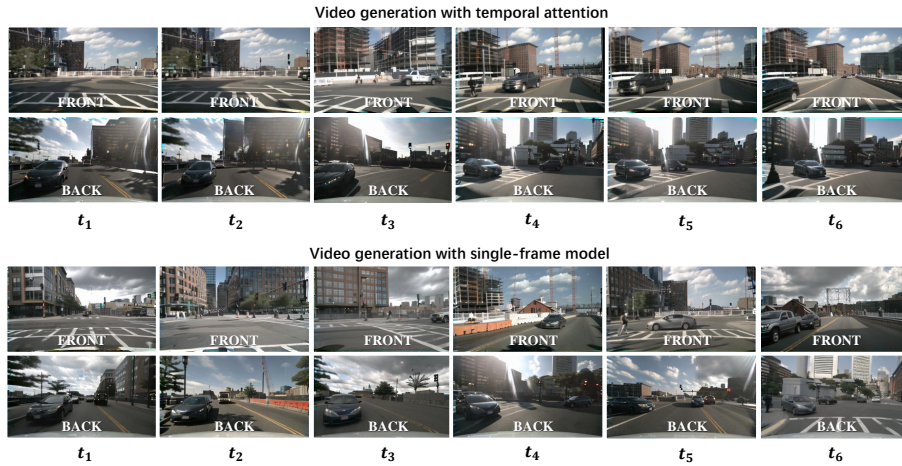 Video generation with temporal attention
FRONT FRONT FRONT FRONT FRONT FRONT
BACK BACK BACK BACK BACK BACK
t₁ t₂ t₃ t₄ t₅ t₆
Video generation with single-frame model
FRONT FRONT FRONT FRONT FRONT FRONT
BACK BACK BACK BACK BACK BACK
t₁ t₂ t₃ t₄ t₅ t₆